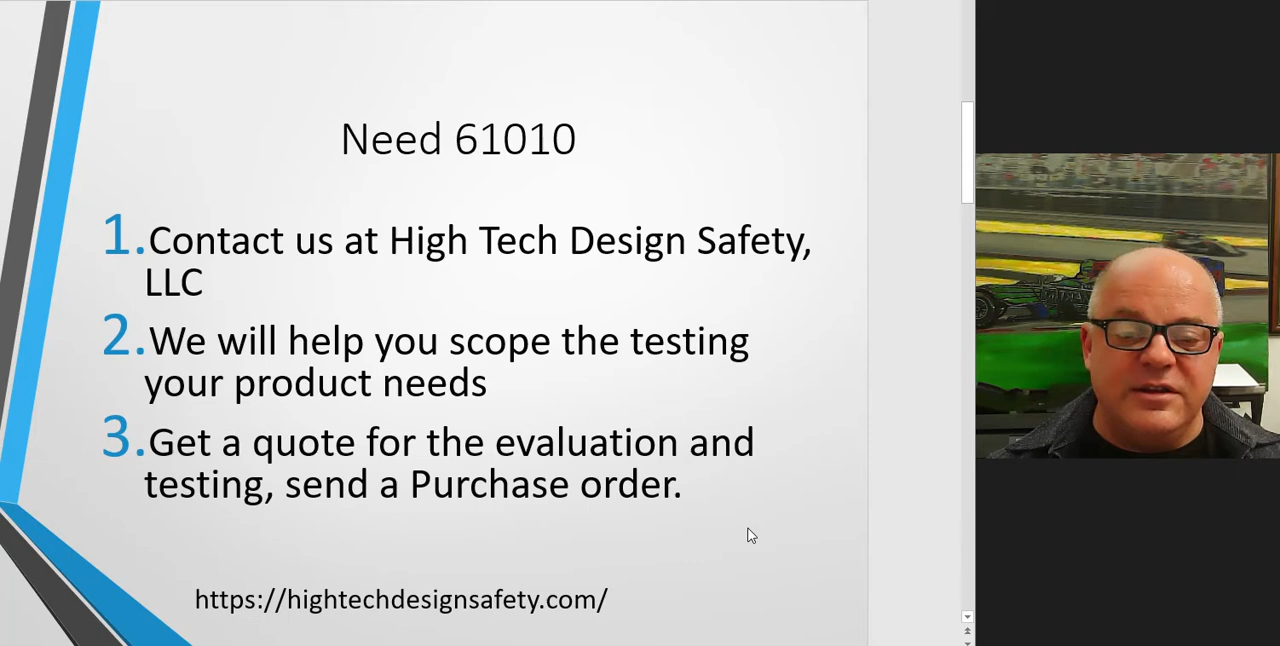 Need 61010
1.Contact us at High Tech Design Safety,
LLC
2.We will help you scope the testing
your product needs
3.Get a quote for the evaluation and
testing, send a Purchase order.
https://hightechdesignsafety.com/